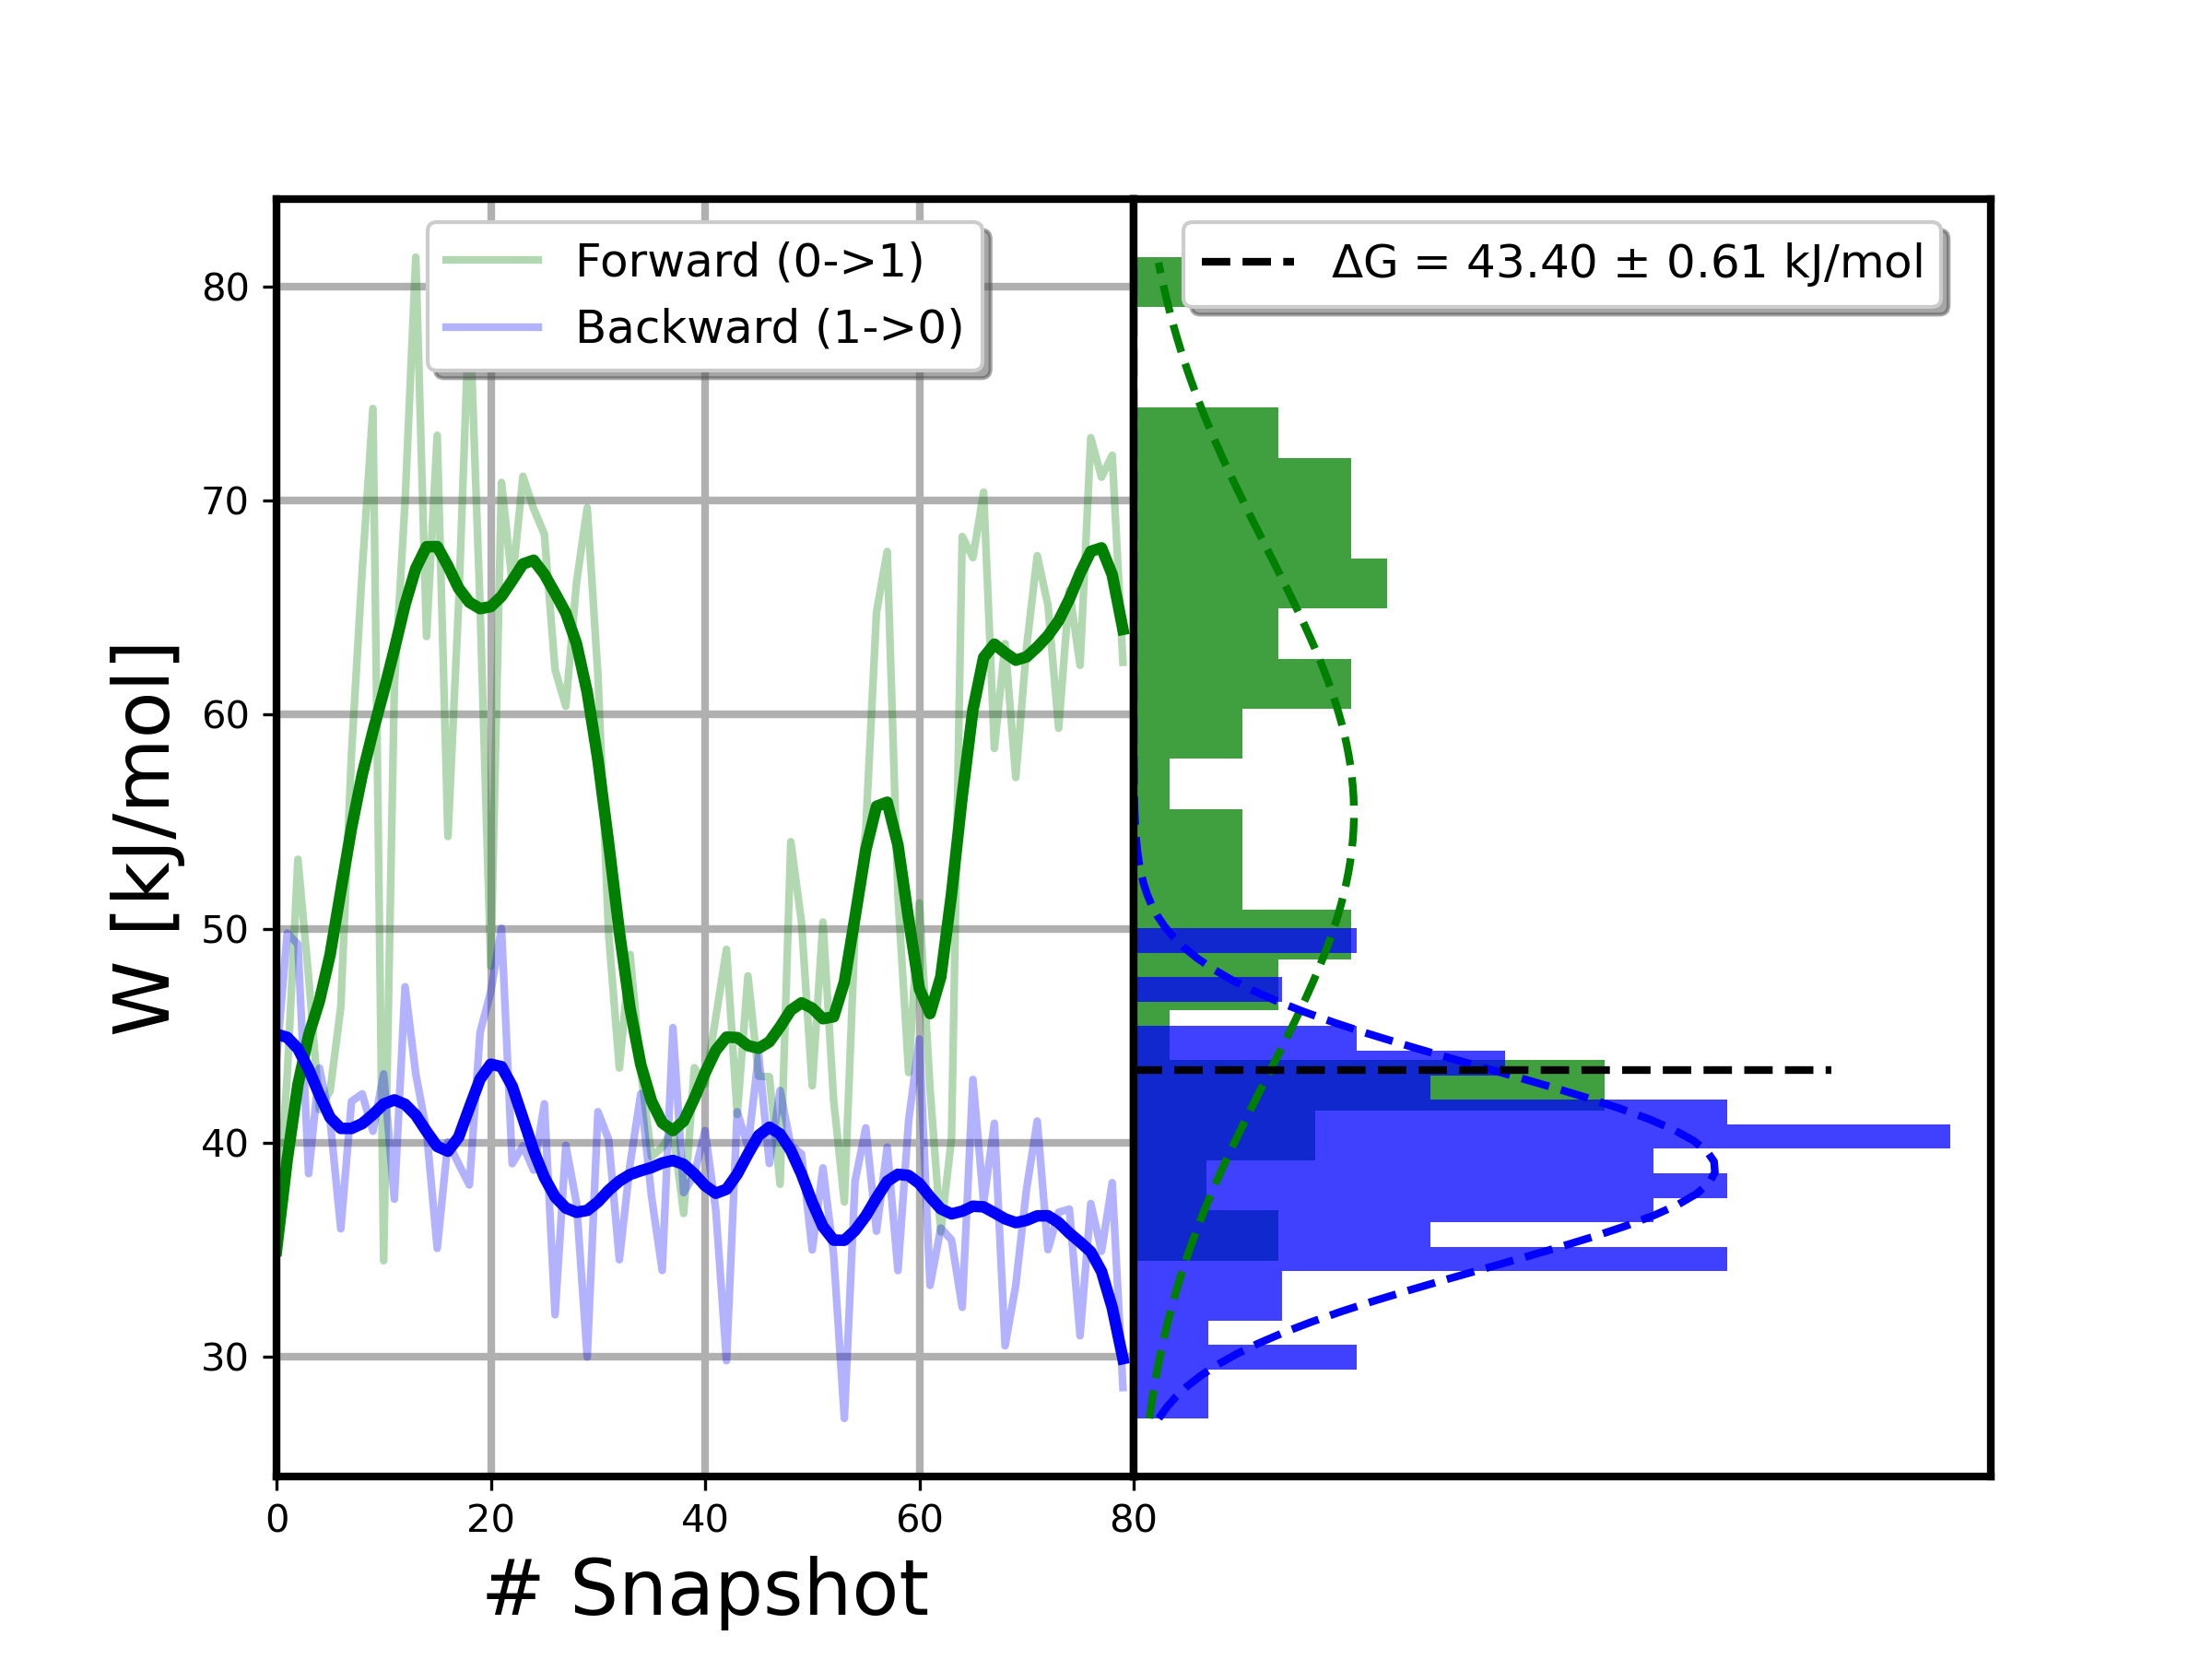 Forward (0->1)
Backward (1->0)
ΔG = 43.40 ± 0.61 kJ/mol
80
70
60
50
40
30
W [kJ/mol]
0 20 40 60 80
# Snapshot